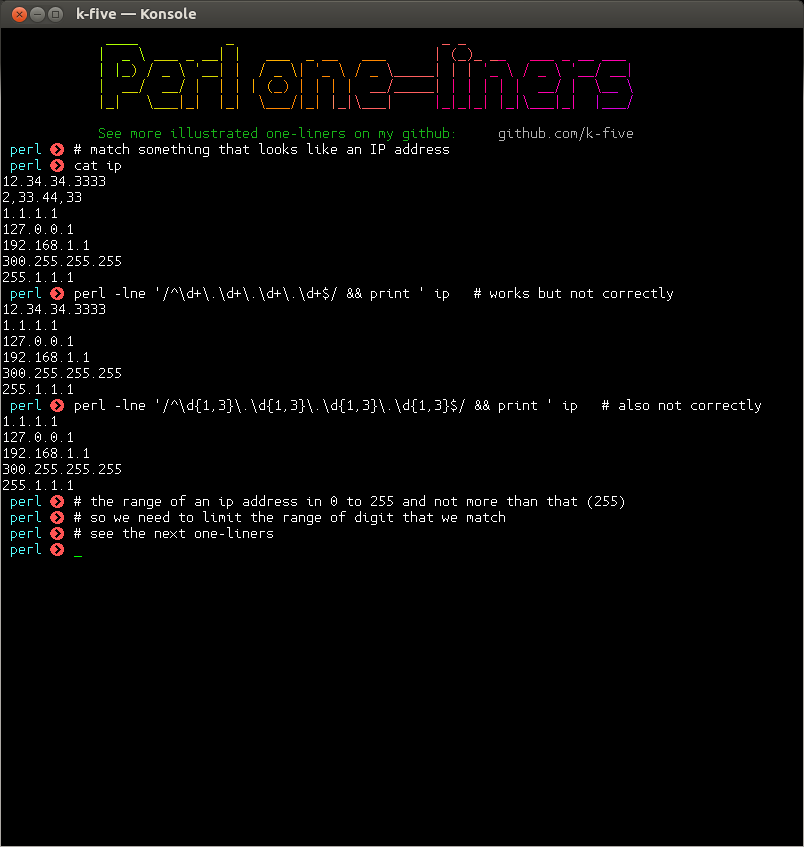 k-five — Konsole
Perl one-liners
See more illustrated one-liners on my github: github.com/k-five
perl # match something that looks like an IP address
perl cat ip
12.34.34.3333
2,33.44,33
1.1.1.1
127.0.0.1
192.168.1.1
300.255.255.255
255.1.1.1
perl perl -lne '/^\d+\.\d+\.\d+\.\d+$/ && print ' ip # works but not correctly
12.34.34.3333
1.1.1.1
127.0.0.1
192.168.1.1
300.255.255.255
255.1.1.1
perl perl -lne '/^\d{1,3}\.\d{1,3}\.\d{1,3}\.\d{1,3}$/ && print ' ip # also not correctly
1.1.1.1
127.0.0.1
192.168.1.1
300.255.255.255
255.1.1.1
perl # the range of an ip address in 0 to 255 and not more than that (255)
perl # so we need to limit the range of digit that we match
perl # see the next one-liners
perl _